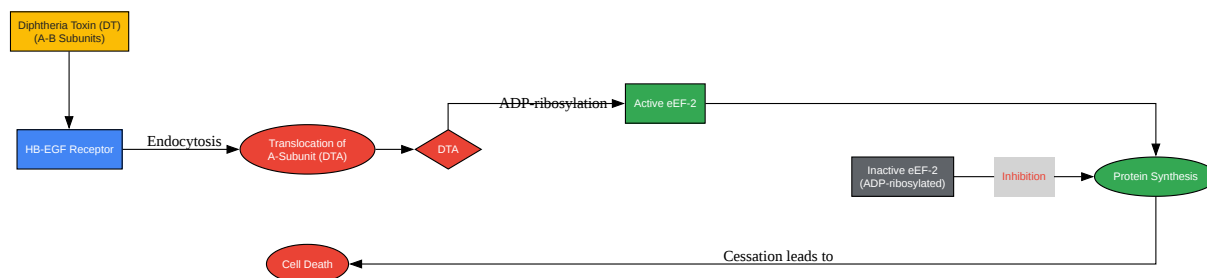 Diphtheria Toxin (DT)
(A-B Subunits)
ADP-ribosylation
Active eEF-2
HB-EGF Receptor
Endocytosis
Translocation of
A-Subunit (DTA)
DTA
Inactive eEF-2
(ADP-ribosylated)
Inhibition
Protein Synthesis
Cessation leads to
Cell Death